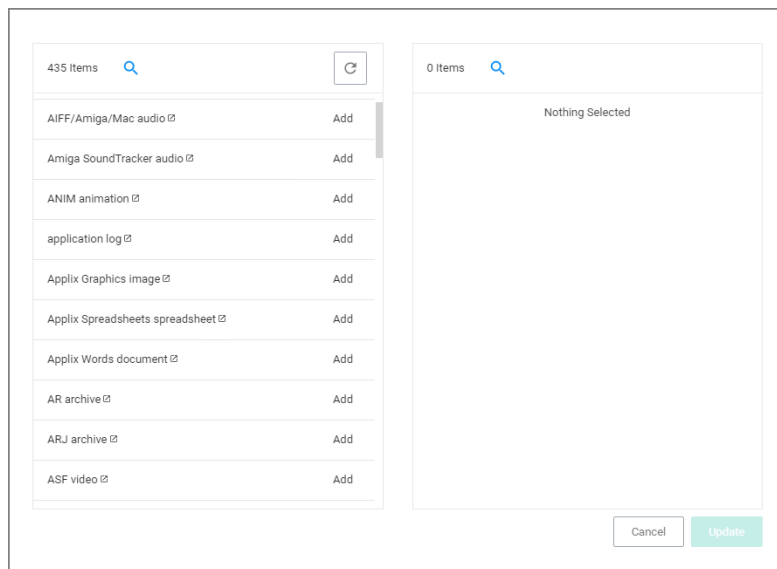 435 Items
AIFF/Amiga/Mac audio Add
Amiga SoundTracker audio Add
ANIM animation Add
application log Add
Applix Graphics image Add
Applix Spreadsheets spreadsheet Add
Applix Words document Add
AR archive Add
ARJ archive Add
ASF video Add
0 Items
Nothing Selected
Cancel Update